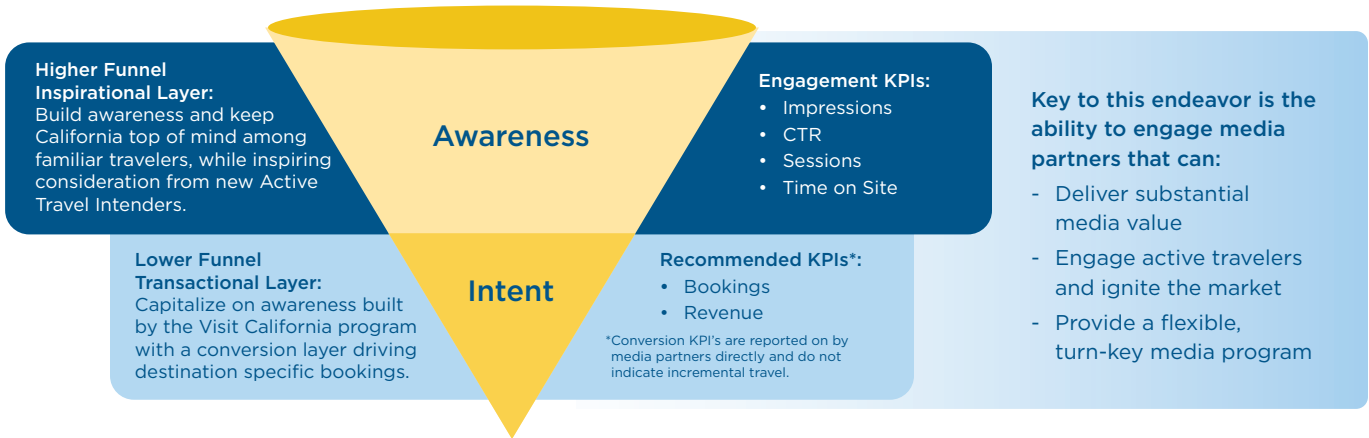 Higher Funnel
Inspirational Layer:
Build awareness and keep
California top of mind among
familiar travelers, while inspiring
consideration from new Active
Travel Intenders.
Awareness
Engagement KPIs:
• Impressions
• CTR
• Sessions
• Time on Site
Lower Funnel
Transactional Layer:
Capitalize on awareness built
by the Visit California program
with a conversion layer driving
destination specific bookings.
Intent
Recommended KPIs*:
• Bookings
• Revenue
*Conversion KPI's are reported on by
media partners directly and do not
indicate incremental travel.
Key to this endeavor is the
ability to engage media
partners that can:
- Deliver substantial
media value
- Engage active travelers
and ignite the market
- Provide a flexible,
turn-key media program